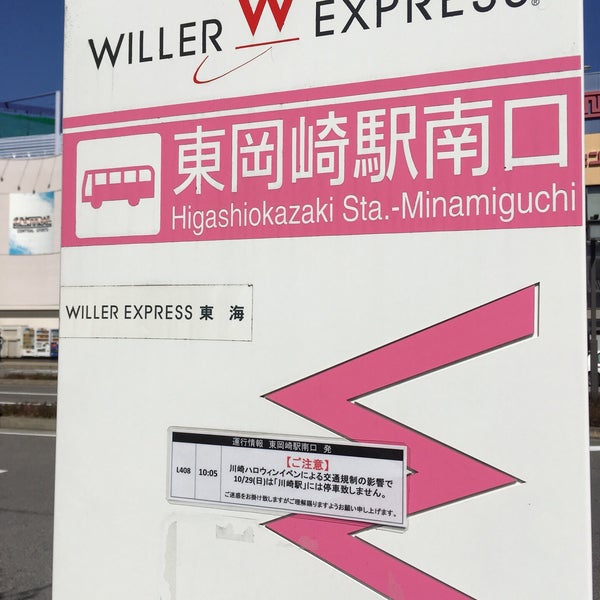 WILLER EXPRESS®
東岡崎駅南口
Higashiokazaki Sta.-Minamiguchi
WILLER EXPRESS 東 海
運行情報 東岡崎駅南口 発
【ご注意】
L408 10:05 川崎ハロウィンイベンによる交通規制の影響で
10/29(日)は「川崎駅」には停車致しません。
ご迷惑をお掛け致しますがご理解賜りますようお願い申し上げます。